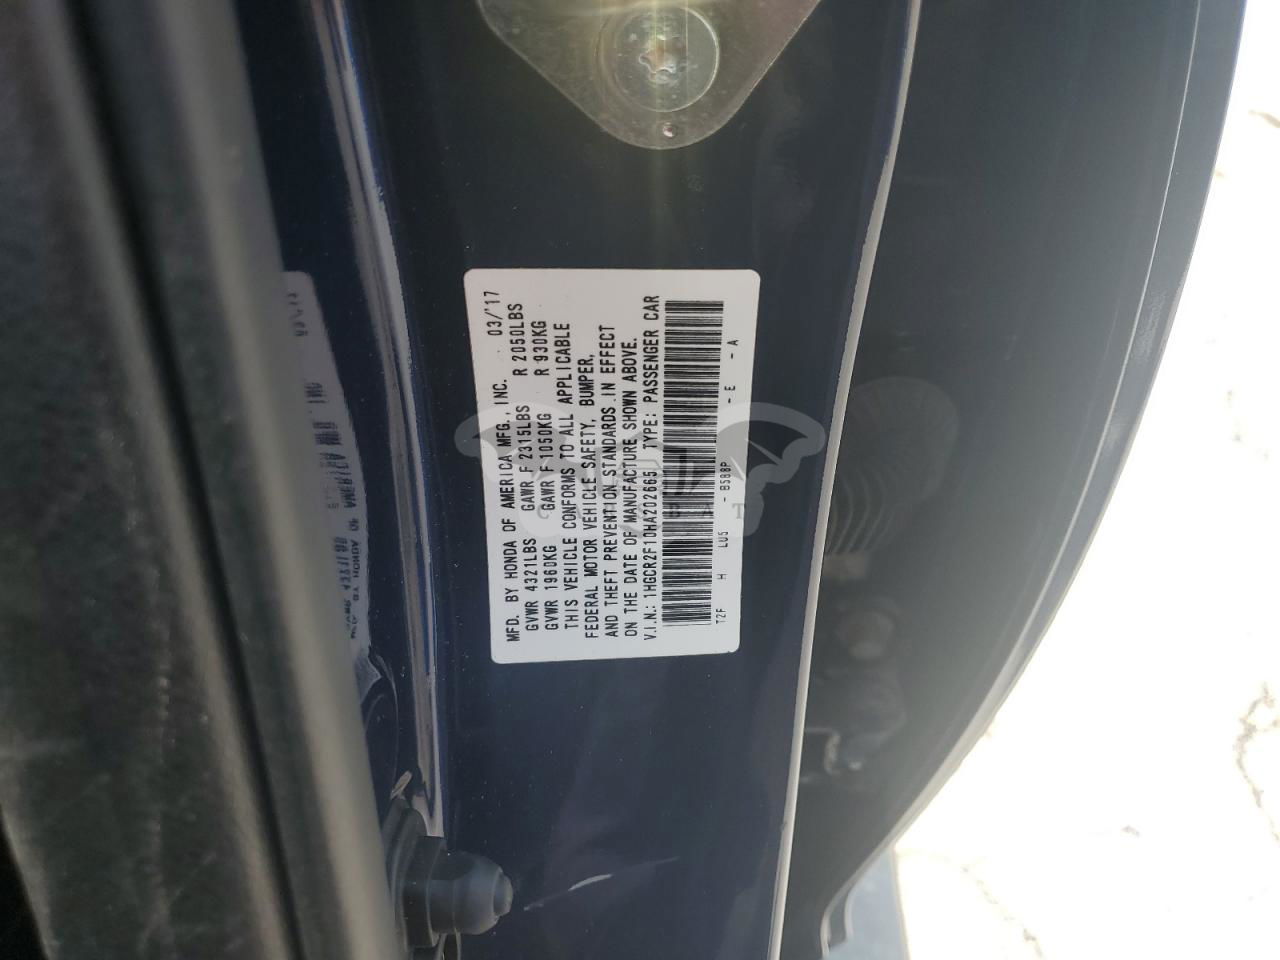 MFD. BY HONDA OF AMERICA MFG., INC. 03/'17
GVWR 4321LBS GAWR F 2315LBS R 2050LBS
GVWR 1960KG GAWR F 1050KG R 930KG
THIS VEHICLE CONFORMS TO ALL APPLICABLE
FEDERAL MOTOR VEHICLE SAFETY, BUMPER,
AND THEFT PREVENTION STANDARDS IN EFFECT
ON THE DATE OF MANUFACTURE SHOWN ABOVE.
V.I.N.: 1HGCR2F10HA202665 TYPE: PASSENGER CAR
T2F H LU5 - B588P - E - A